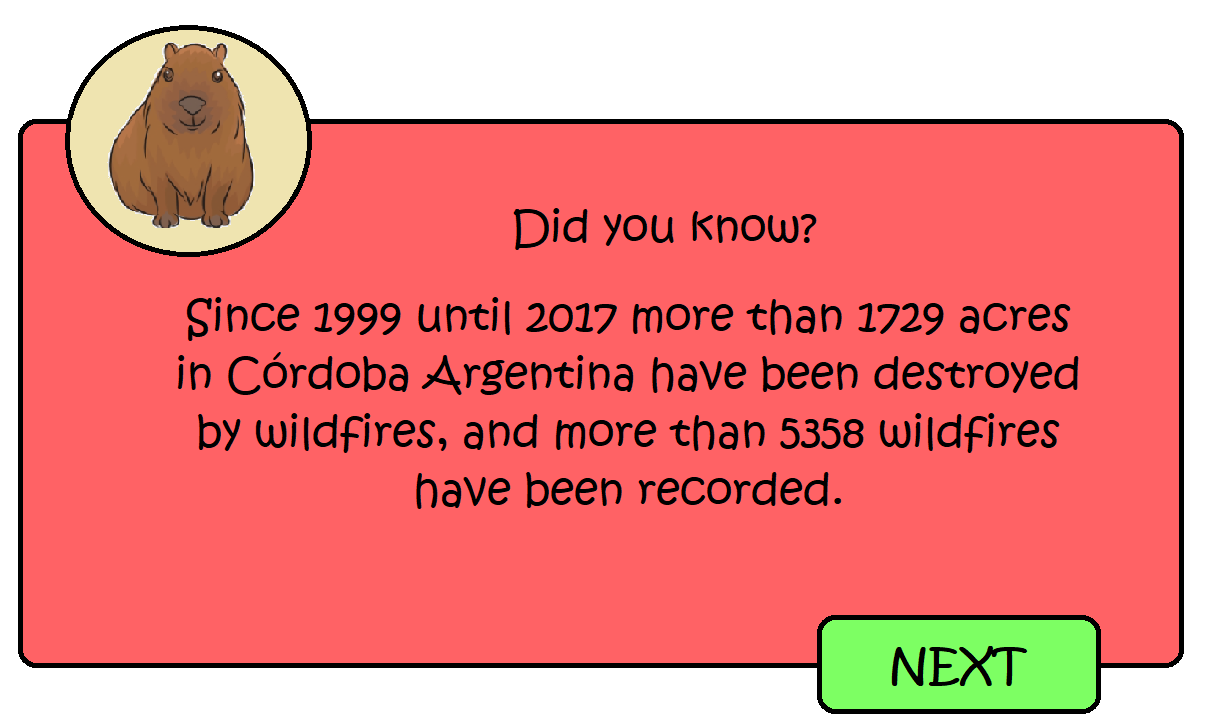 Did you know?
Since 1999 until 2017 more than 1729 acres
in Córdoba Argentina have been destroyed
by wildfires, and more than 5358 wildfires
have been recorded.
NEXT